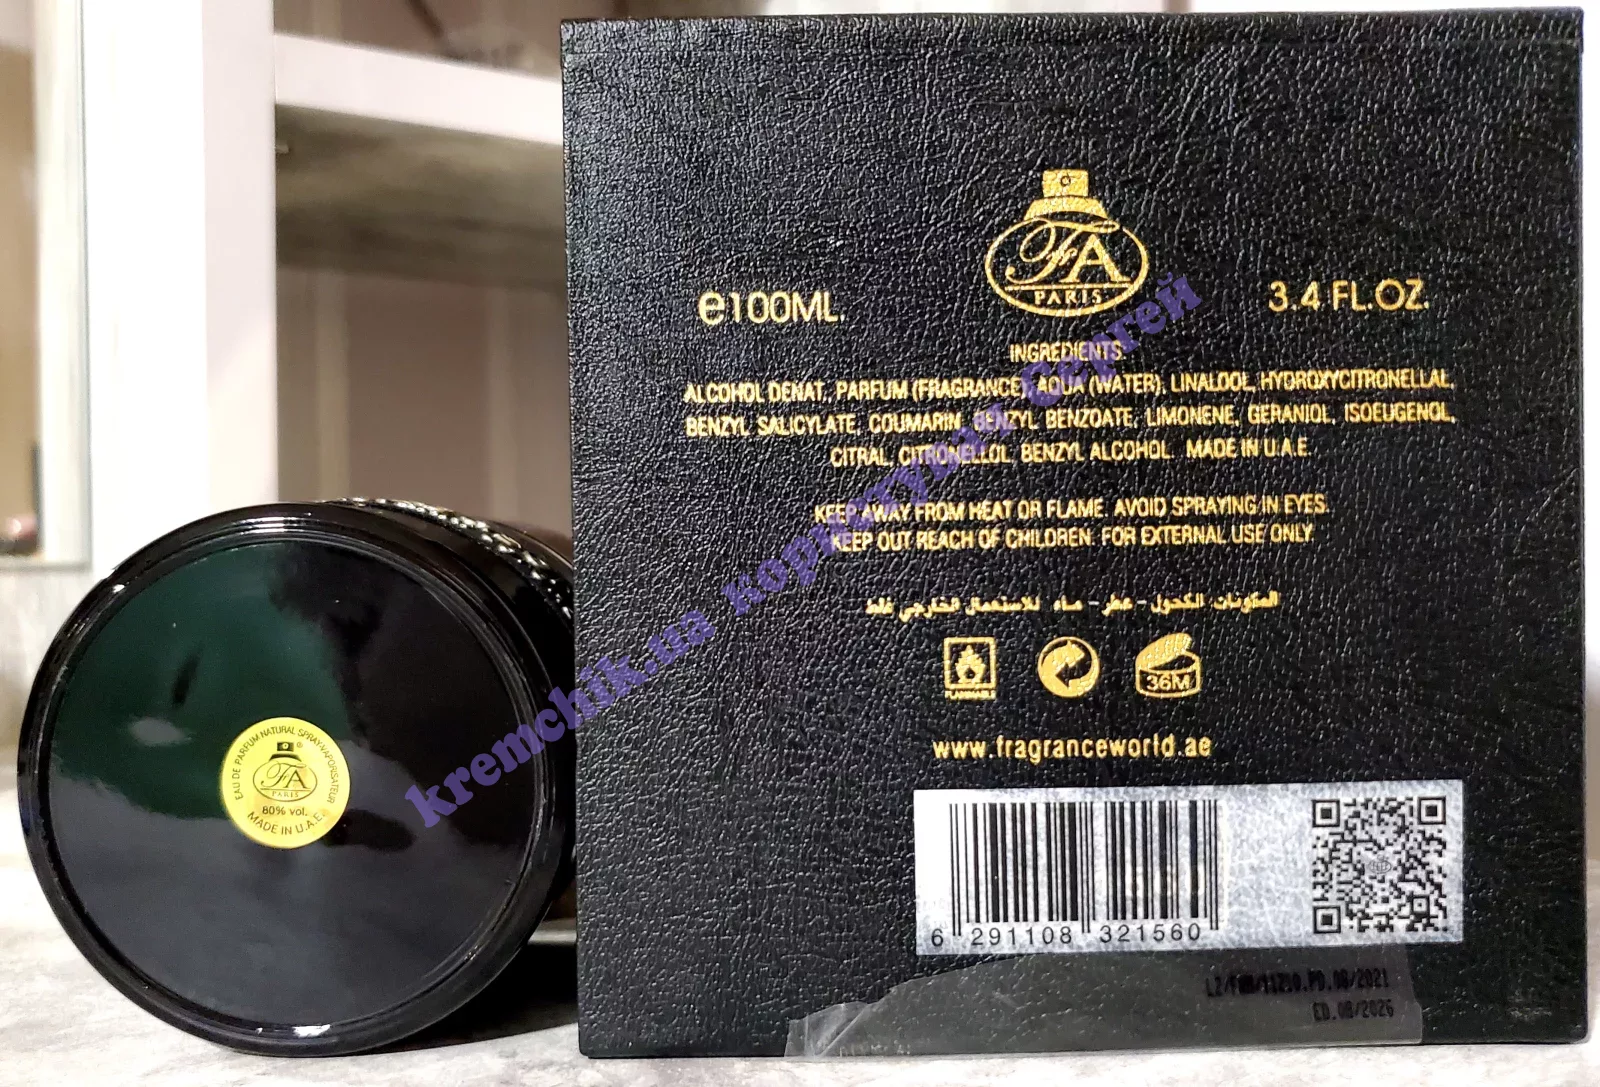 FA
PARIS
e100ML.
3.4 FL.OZ.
INGREDIENTS:
ALCOHOL DENAT., PARFUM (FRAGRANCE), AQUA (WATER), LINALOOL, HYDROXYCITRONELLAL,
BENZYL SALICYLATE, COUMARIN, BENZYL BENZOATE, LIMONENE, GERANIOL, ISOEUGENOL,
CITRAL, CITRONELLOL, BENZYL ALCOHOL. MADE IN U.A.E.
KEEP AWAY FROM HEAT OR FLAME. AVOID SPRAYING IN EYES.
KEEP OUT REACH OF CHILDREN. FOR EXTERNAL USE ONLY
المكونات الكحول - عطر - ماء للاستعمال الخارجي فقط
FLAMMABLE
36M
www.fragranceworld.ae
6 291108 321560
PD.08/2021
ED.08/2026
EAU DE PARFUM NATURAL SPRAY-VAPORISATEUR
FA
PARIS
80% vol.
MADE IN U.A.E.
kremchik.ua Користувач Сергей